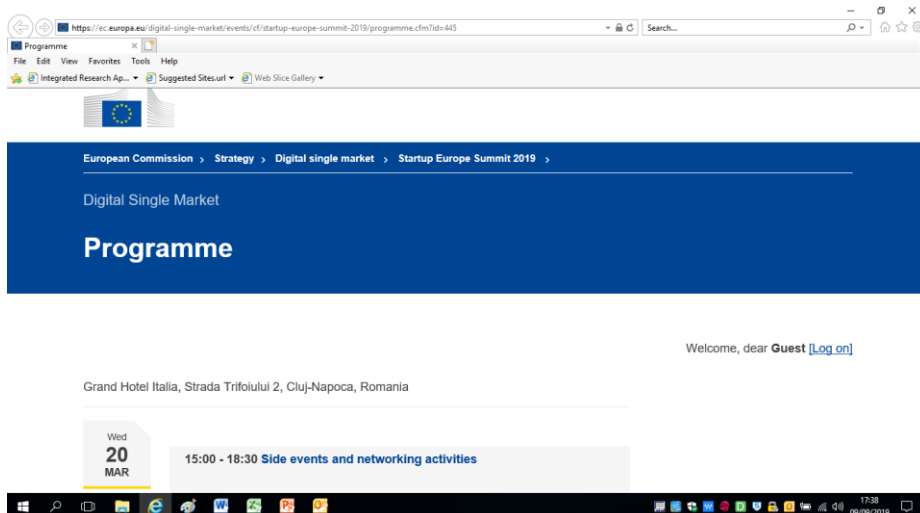 https://ec.europa.eu/digital-single-market/events/cf/startup-europe-summit-2019/programme.cfm?id=445
Search...
Programme
File Edit View Favorites Tools Help
Integrated Research Ap... Suggested Sites.url Web Slice Gallery
European Commission > Strategy > Digital single market > Startup Europe Summit 2019 >
Digital Single Market
Programme
Welcome, dear Guest [Log on]
Grand Hotel Italia, Strada Trifoiului 2, Cluj-Napoca, Romania
Wed
20
MAR
15:00 - 18:30 Side events and networking activities
17:38
09/09/2019